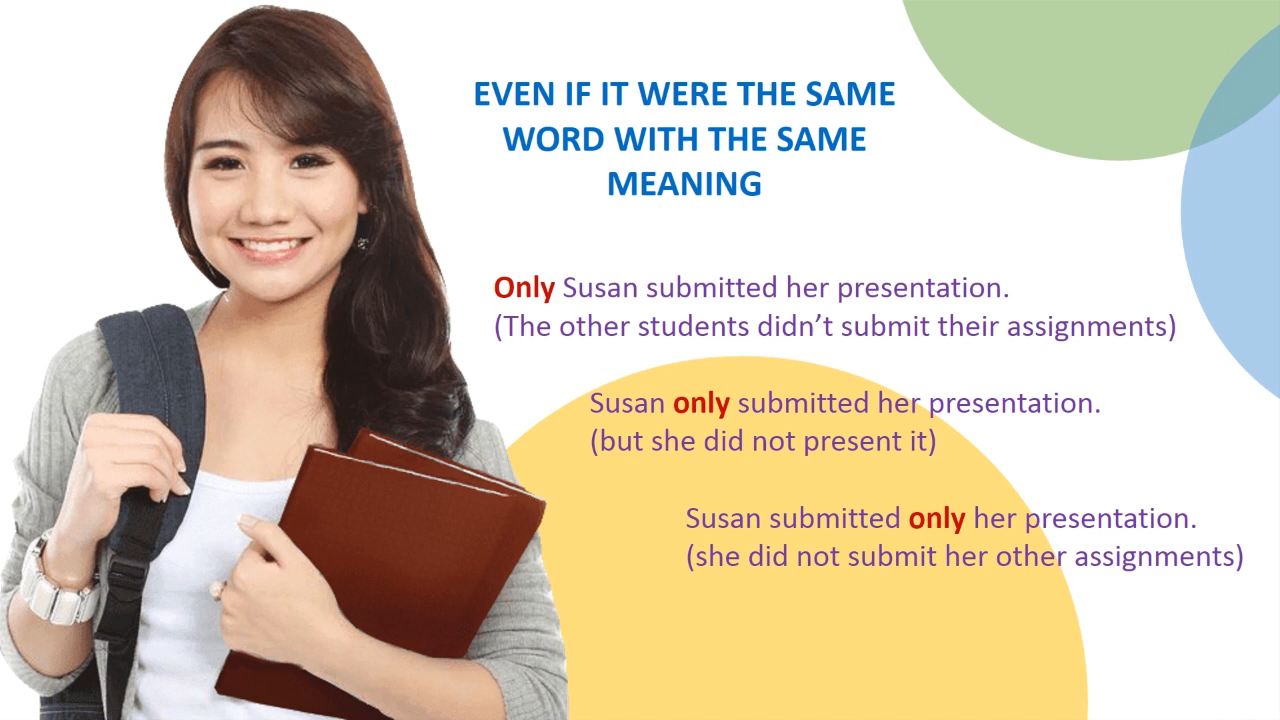 EVEN IF IT WERE THE SAME
WORD WITH THE SAME
MEANING
Only Susan submitted her presentation.
(The other students didn’t submit their assignments)
Susan only submitted her presentation.
(but she did not present it)
Susan submitted only her presentation.
(she did not submit her other assignments)